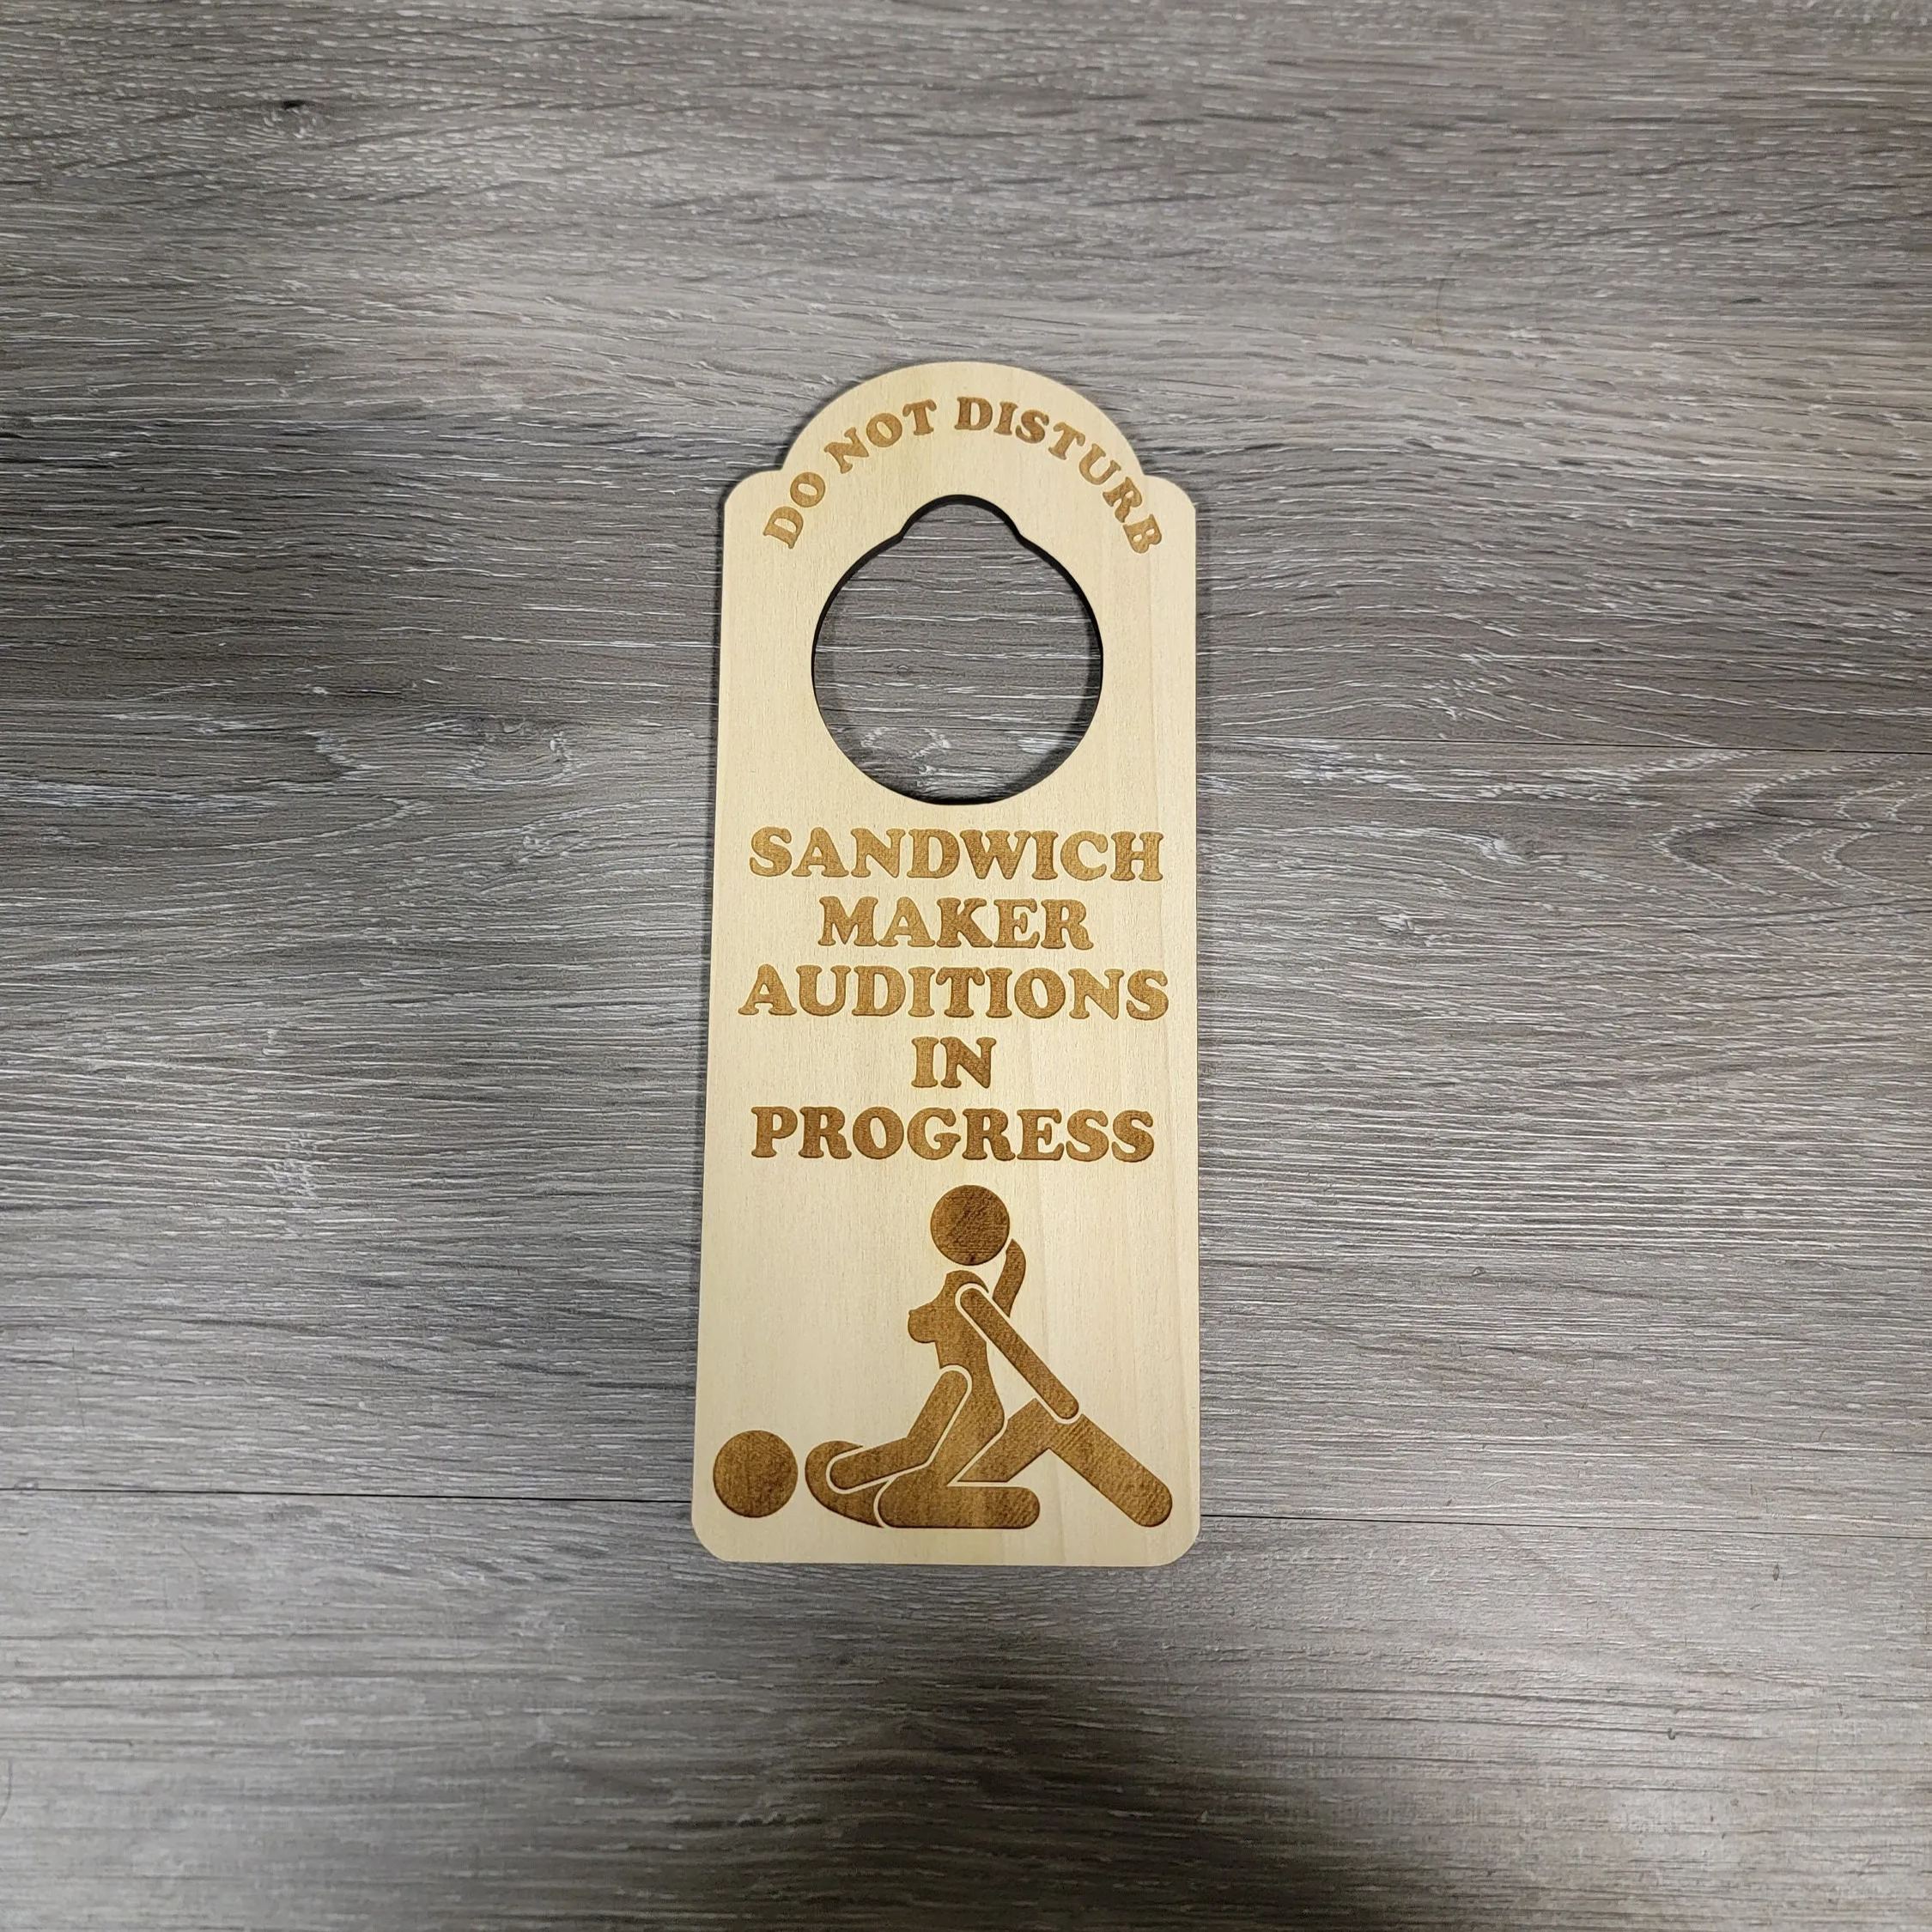 DO NOT DISTURB
SANDWICH
MAKER
AUDITIONS
IN
PROGRESS